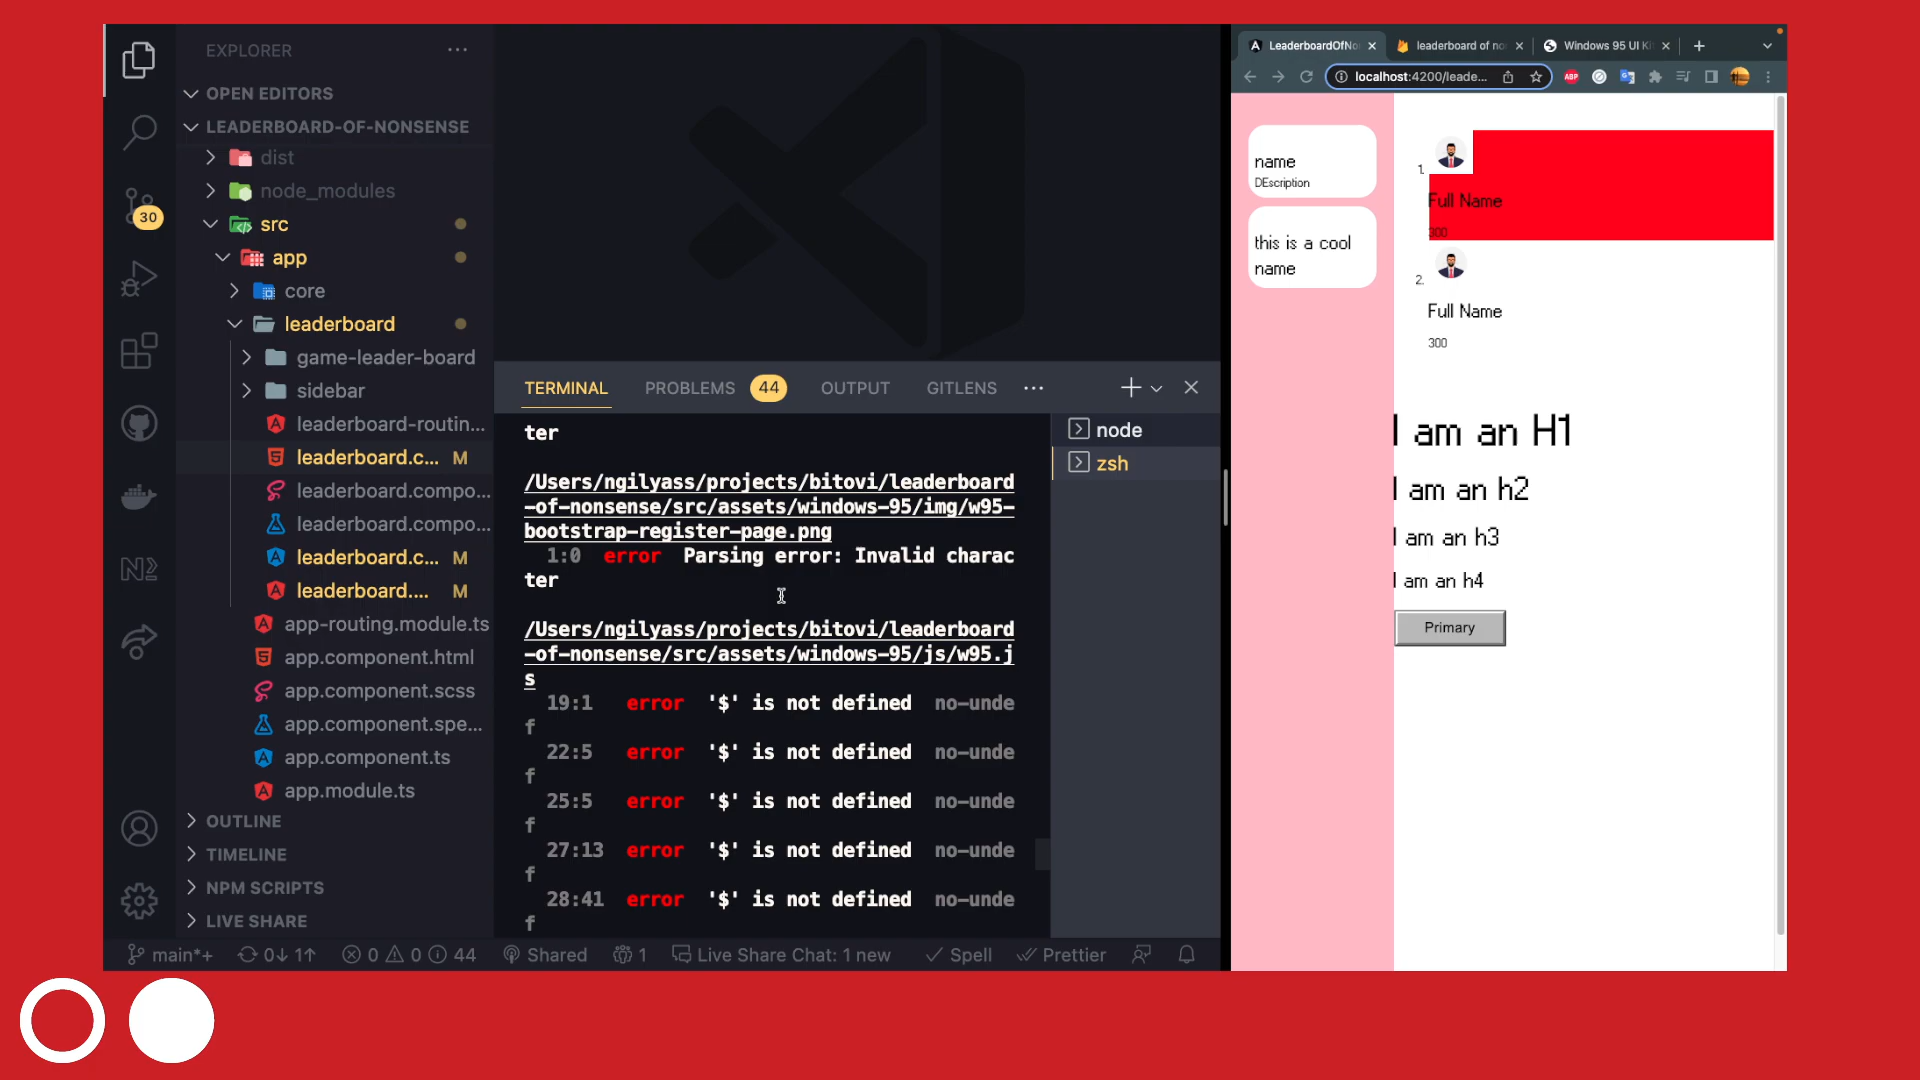 EXPLORER
OPEN EDITORS
LEADERBOARD-OF-NONSENSE
dist
node_modules
src
app
core
leaderboard
game-leader-board
sidebar
leaderboard-routin...
leaderboard.c... M
leaderboard.compo...
leaderboard.compo...
leaderboard.c... M
leaderboard.... M
app-routing.module.ts
app.component.html
app.component.scss
app.component.spe...
app.component.ts
app.module.ts
OUTLINE
TIMELINE
NPM SCRIPTS
LIVE SHARE
30
TERMINAL PROBLEMS 44 OUTPUT GITLENS
ter
/Users/ngilyass/projects/bitovi/leaderboard
-of-nonsense/src/assets/windows-95/img/w95-
bootstrap-register-page.png
1:0 error Parsing error: Invalid charac
ter
/Users/ngilyass/projects/bitovi/leaderboard
-of-nonsense/src/assets/windows-95/js/w95.j
s
19:1 error '$' is not defined no-unde
f
22:5 error '$' is not defined no-unde
f
25:5 error '$' is not defined no-unde
f
27:13 error '$' is not defined no-unde
f
28:41 error '$' is not defined no-unde
f
node
zsh
main*+ 0↓ 1↑ 0 0 44 Shared 1 Live Share Chat: 1 new Spell Prettier
LeaderboardOfNo
leaderboard of no
Windows 95 UI Ki
localhost:4200/leade...
ABP
name
DEscription
this is a cool
name
1.
Full Name
300
2.
Full Name
300
I am an H1
I am an h2
I am an h3
I am an h4
Primary